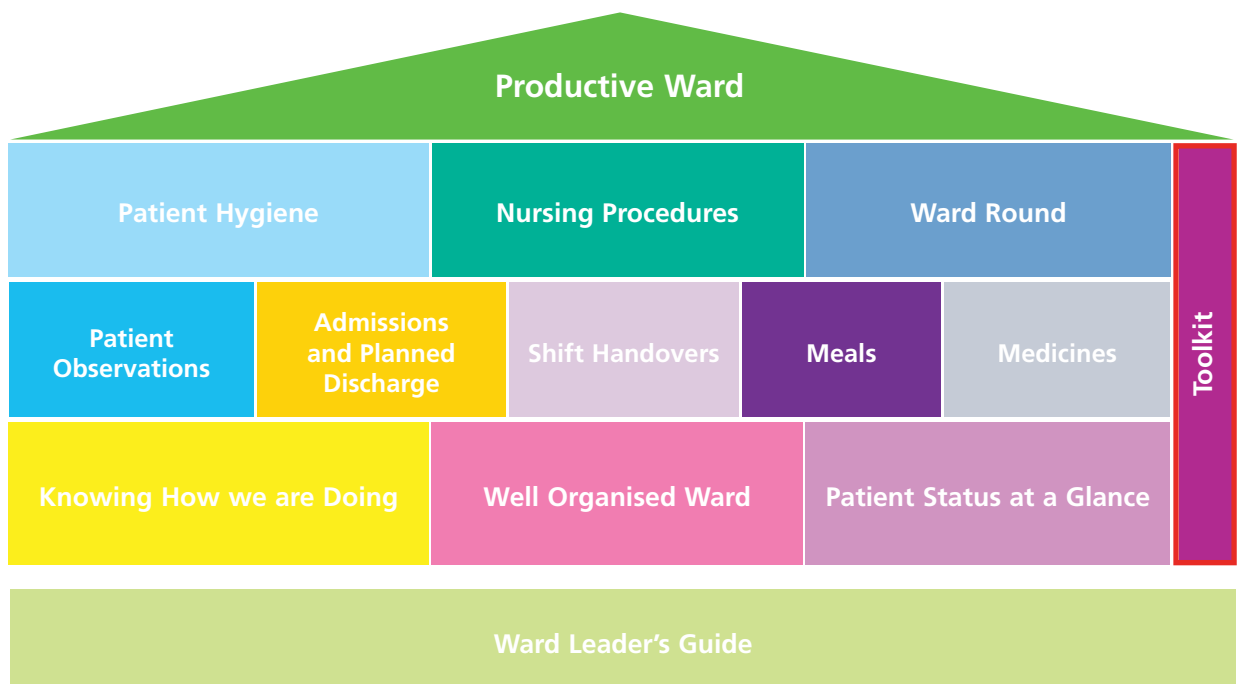 Productive Ward
Patient Hygiene
Nursing Procedures
Ward Round
Patient
Observations
Admissions
and Planned
Discharge
Shift Handovers
Meals
Medicines
Knowing How we are Doing
Well Organised Ward
Patient Status at a Glance
Toolkit
Ward Leader's Guide